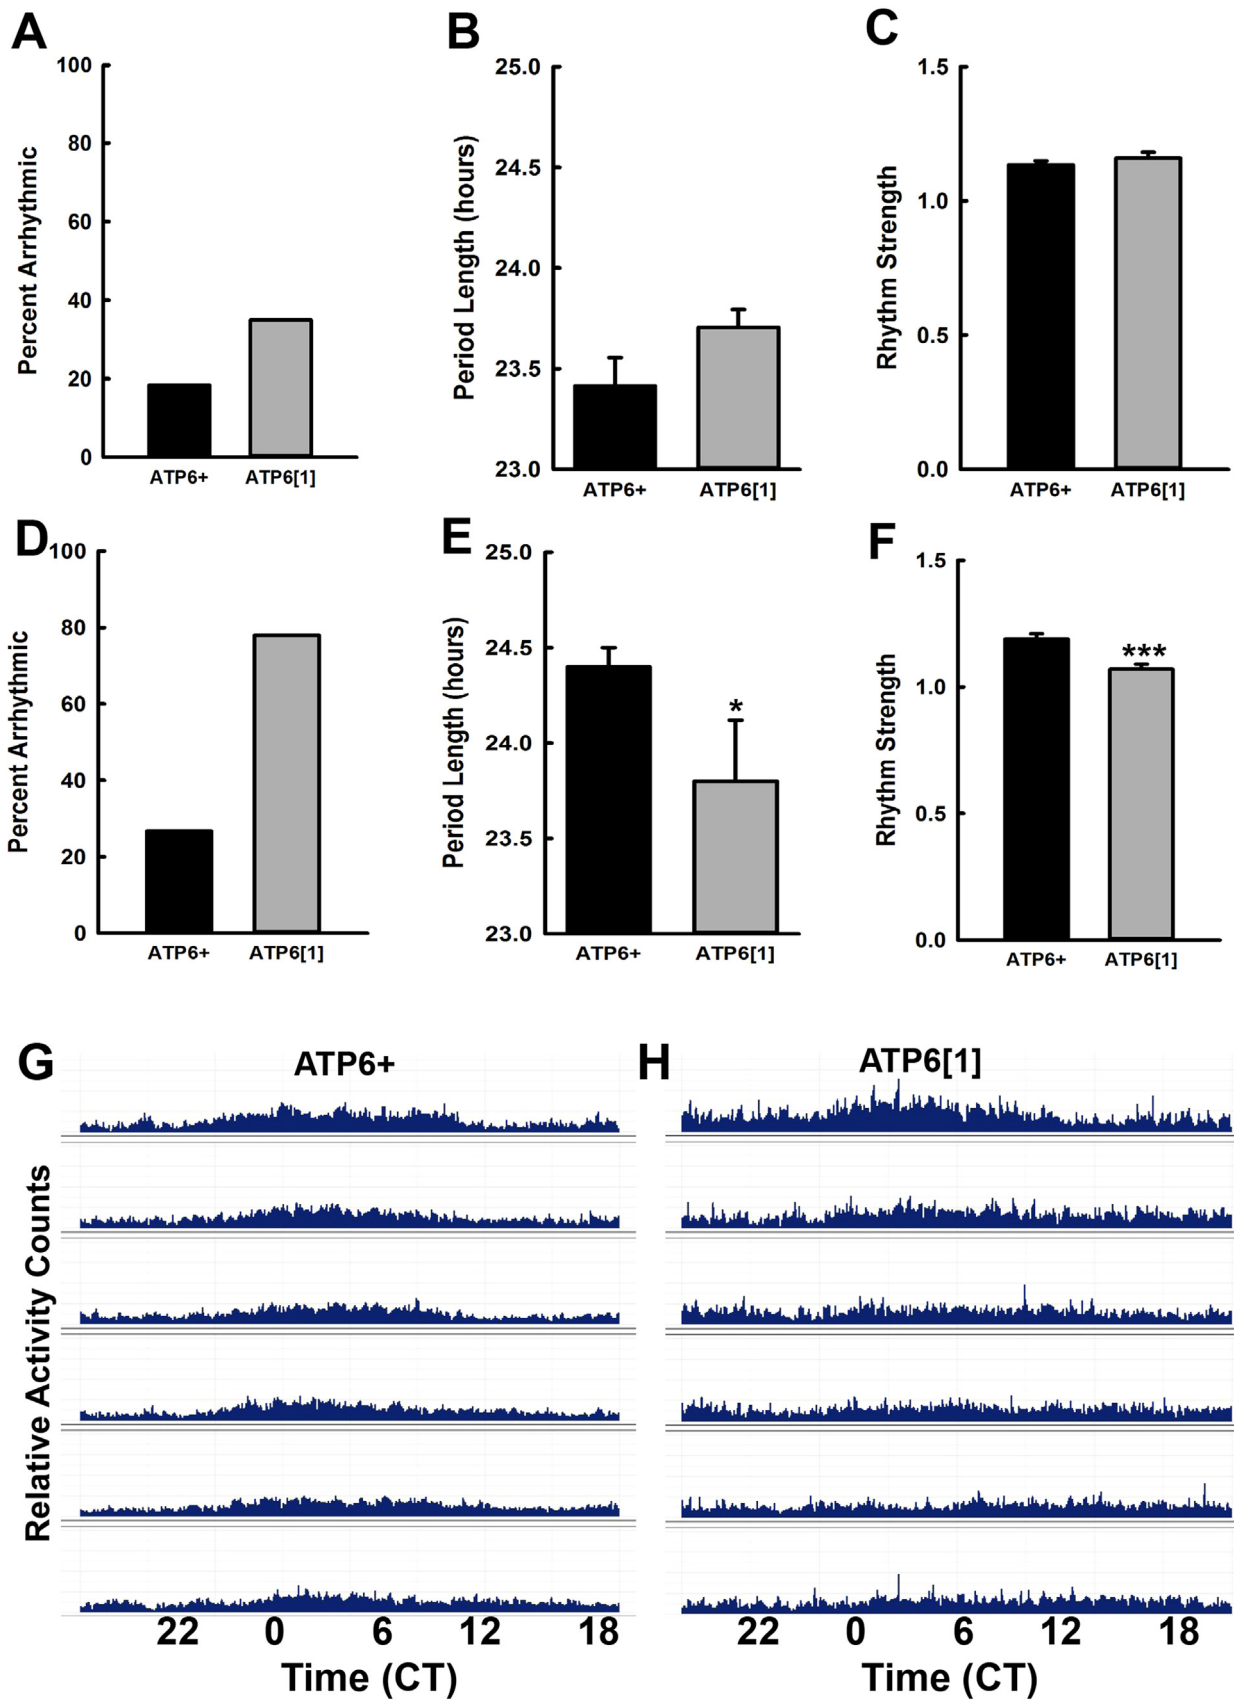 A
B
C
100
80
60
40
20
0
Percent Arrhythmic
ATP6+ ATP6[1]
25.0
24.5
24.0
23.5
23.0
Period Length (hours)
ATP6+ ATP6[1]
1.5
1.0
0.5
0.0
Rhythm Strength
ATP6+ ATP6[1]
D
E
F
100
80
60
40
20
0
Percent Arrhythmic
ATP6+ ATP6[1]
25.0
24.5
24.0
23.5
23.0
Period Length (hours)
*
ATP6+ ATP6[1]
1.5
1.0
0.5
0.0
Rhythm Strength
***
ATP6+ ATP6[1]
G
ATP6+
H
ATP6[1]
Relative Activity Counts
22 0 6 12 18
Time (CT)
22 0 6 12 18
Time (CT)